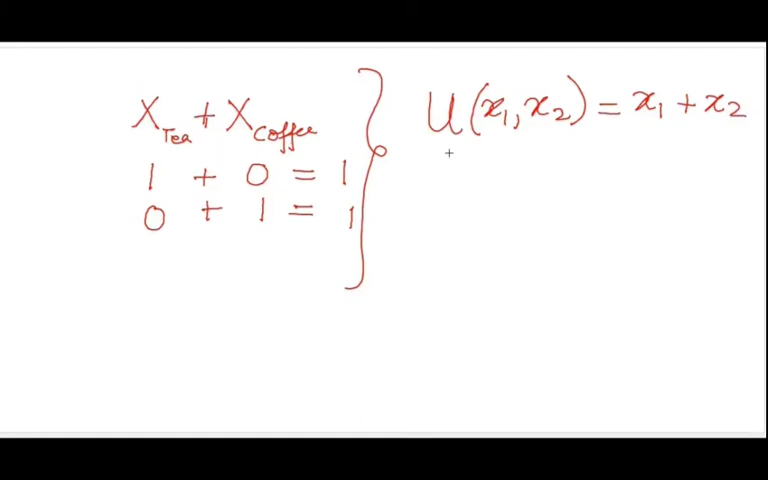 X_Tea + X_Coffee
1 + 0 = 1
0 + 1 = 1
U(x₁, x₂) = x₁ + x₂